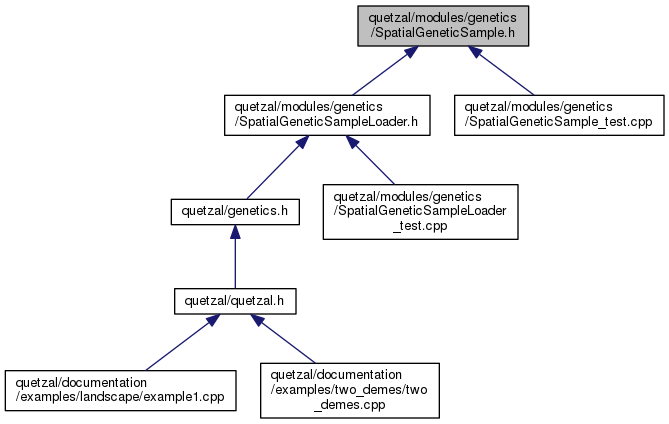 quetzal/modules/genetics
/SpatialGeneticSample.h
quetzal/modules/genetics
/SpatialGeneticSampleLoader.h
quetzal/modules/genetics
/SpatialGeneticSample_test.cpp
quetzal/genetics.h
quetzal/modules/genetics
/SpatialGeneticSampleLoader
_test.cpp
quetzal/quetzal.h
quetzal/documentation
/examples/landscape/example1.cpp
quetzal/documentation
/examples/two_demes/two
_demes.cpp